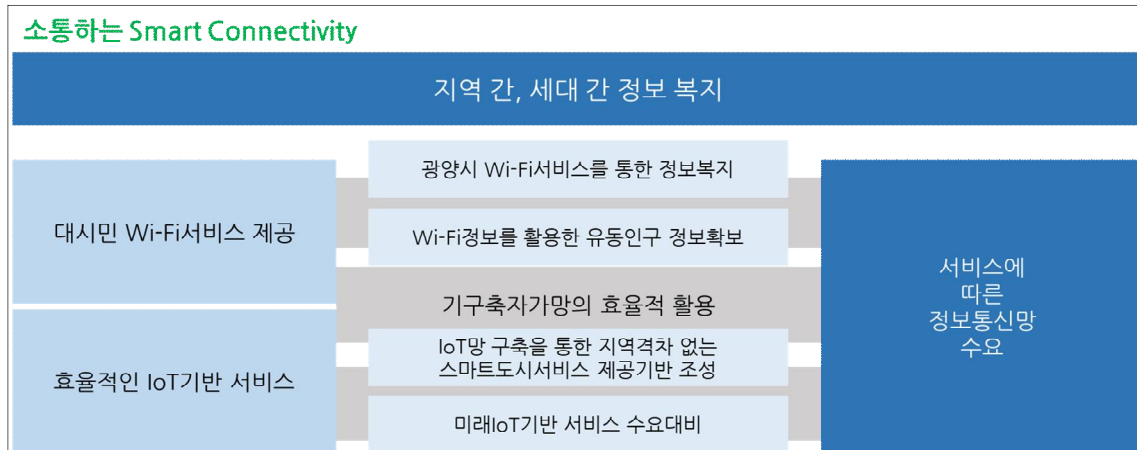 소통하는 Smart Connectivity
지역 간, 세대 간 정보 복지
대시민 Wi-Fi서비스 제공
효율적인 IoT기반 서비스
광양시 Wi-Fi서비스를 통한 정보복지
Wi-Fi정보를 활용한 유동인구 정보확보
기구축자가망의 효율적 활용
IoT망 구축을 통한 지역격차 없는
스마트도시서비스 제공기반 조성
미래IoT기반 서비스 수요대비
서비스에
따른
정보통신망
수요